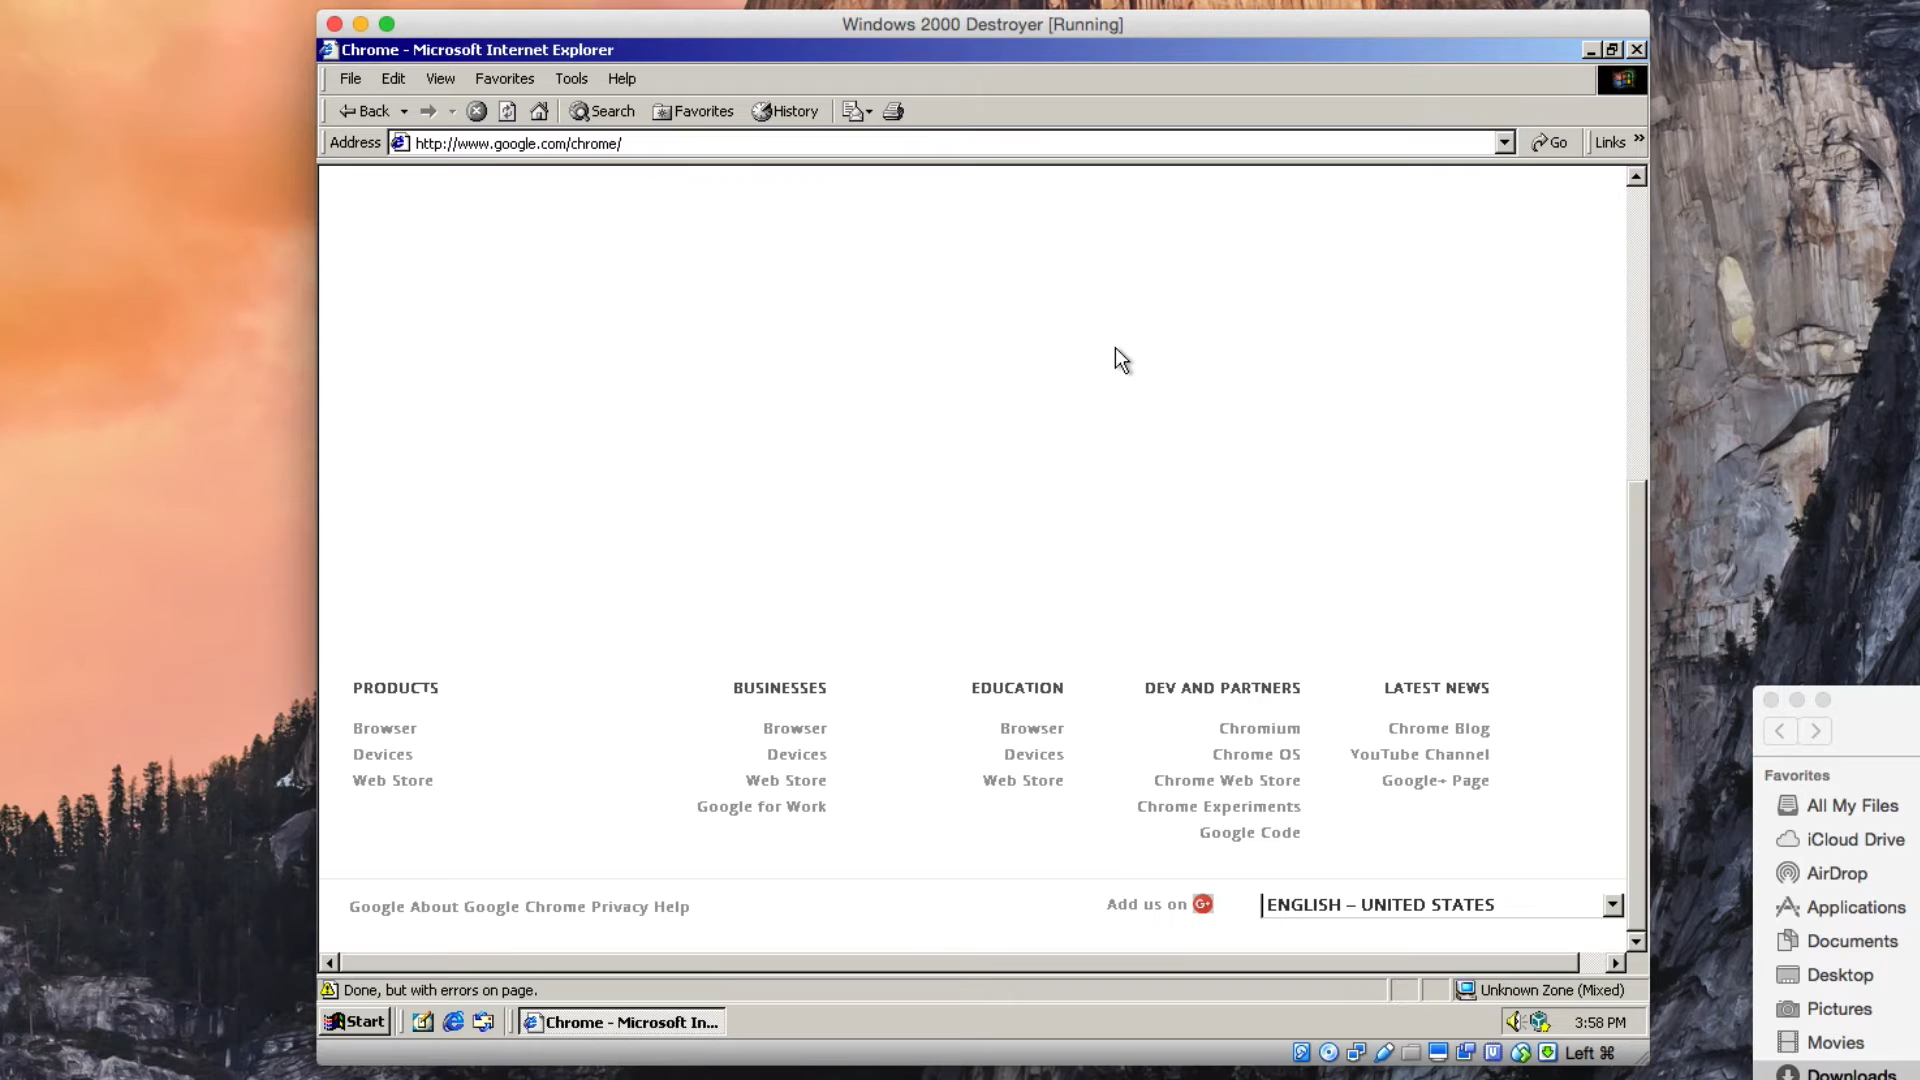 Windows 2000 Destroyer [Running]
Chrome - Microsoft Internet Explorer
File Edit View Favorites Tools Help
Back Search Favorites History
Address http://www.google.com/chrome/ Go Links »
PRODUCTS BUSINESSES EDUCATION DEV AND PARTNERS LATEST NEWS
Browser Browser Browser Chromium Chrome Blog
Devices Devices Devices Chrome OS YouTube Channel
Web Store Web Store Web Store Chrome Web Store Google+ Page
Google for Work Chrome Experiments
Google Code
Google About Google Chrome Privacy Help Add us on G+ ENGLISH – UNITED STATES
Done, but with errors on page. Unknown Zone (Mixed)
Start Chrome - Microsoft In... 3:58 PM
Left ⌘
Favorites
All My Files
iCloud Drive
AirDrop
Applications
Documents
Desktop
Pictures
Movies
Downloads